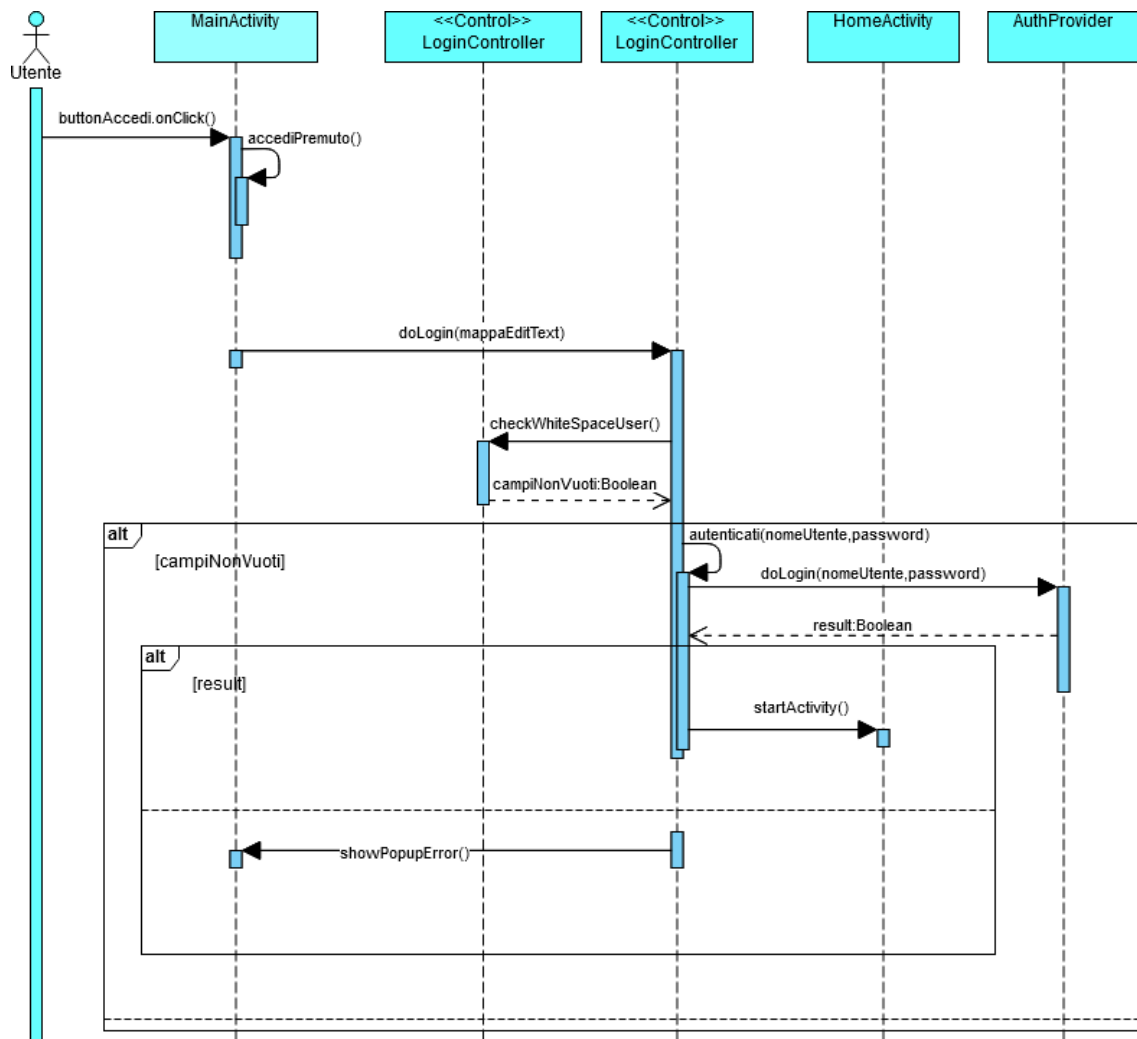 Utente
MainActivity
<<Control>>
LoginController
<<Control>>
LoginController
HomeActivity
AuthProvider
buttonAccedi.onClick()
accediPremuto()
doLogin(mappaEditText)
checkWhiteSpaceUser()
campiNonVuoti:Boolean
alt
[campiNonVuoti]
autenticati(nomeUtente,password)
doLogin(nomeUtente,password)
result:Boolean
alt
[result]
startActivity()
showPopupError()